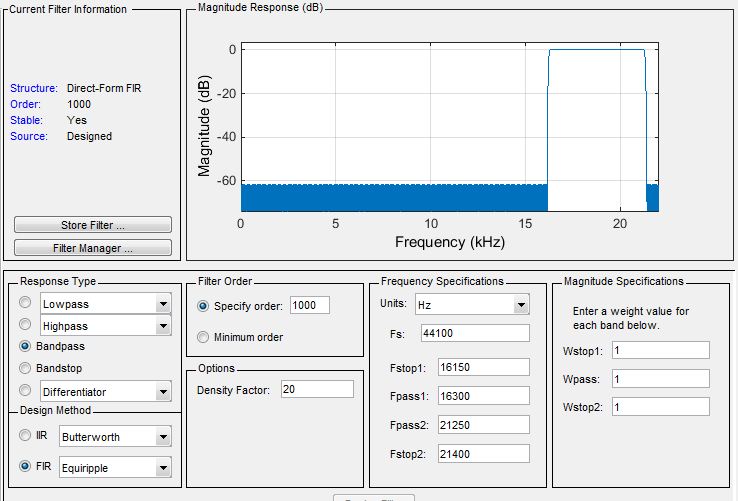 Current Filter Information
Structure: Direct-Form FIR
Order: 1000
Stable: Yes
Source: Designed
Store Filter ...
Filter Manager ...
Magnitude Response (dB)
Magnitude (dB)
0
-20
-40
-60
0 5 10 15 20
Frequency (kHz)
Response Type
Lowpass
Highpass
Bandpass
Bandstop
Differentiator
Design Method
IIR Butterworth
FIR Equiripple
Filter Order
Specify order: 1000
Minimum order
Options
Density Factor: 20
Frequency Specifications
Units: Hz
Fs: 44100
Fstop1: 16150
Fpass1: 16300
Fpass2: 21250
Fstop2: 21400
Magnitude Specifications
Enter a weight value for
each band below.
Wstop1: 1
Wpass: 1
Wstop2: 1